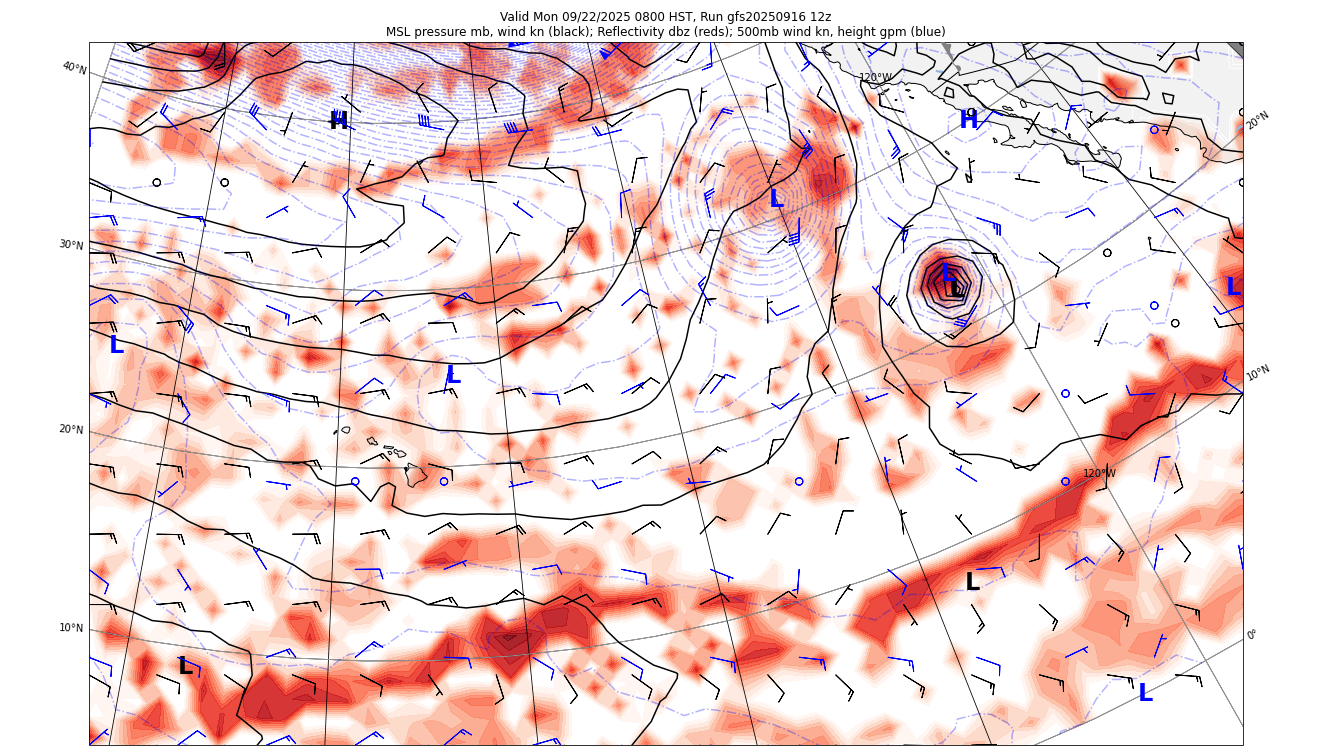 Valid Mon 09/22/2025 0800 HST, Run gfs20250916 12z
MSL pressure mb, wind kn (black); Reflectivity dbz (reds); 500mb wind kn, height gpm (blue)
40°N
120°W
H
H
20°N
L
30°N
L
L
L
L
L
10°N
20°N
120°W
L
10°N
0°
L
L